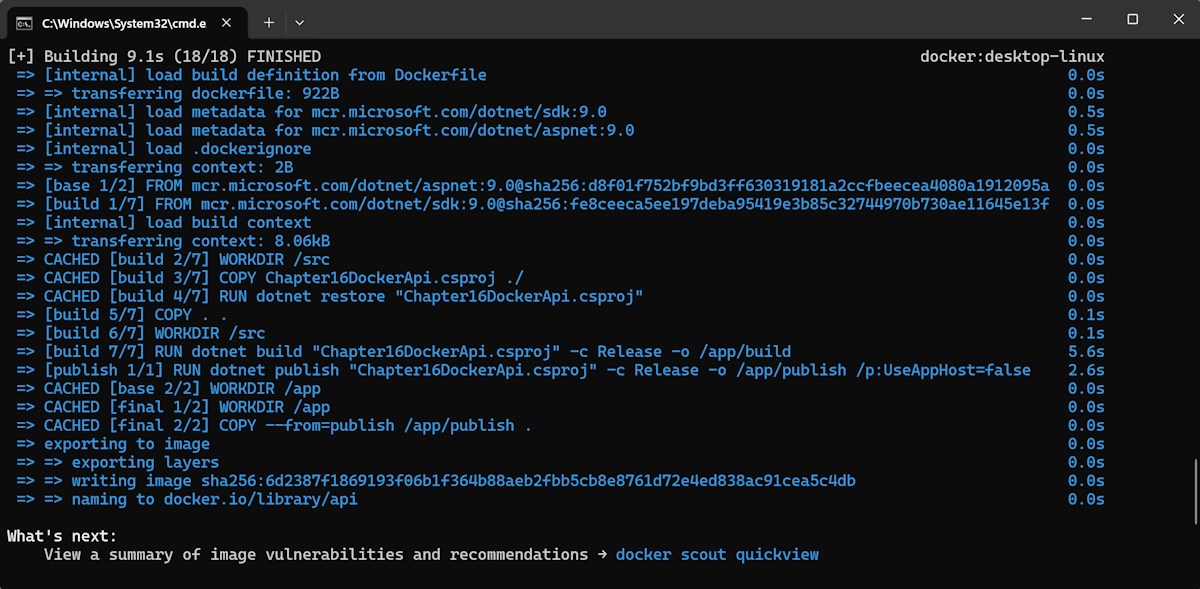 C:\Windows\System32\cmd.e
[+] Building 9.1s (18/18) FINISHED docker:desktop-linux
=> [internal] load build definition from Dockerfile 0.0s
=> => transferring dockerfile: 922B 0.0s
=> [internal] load metadata for mcr.microsoft.com/dotnet/sdk:9.0 0.5s
=> [internal] load metadata for mcr.microsoft.com/dotnet/aspnet:9.0 0.5s
=> [internal] load .dockerignore 0.0s
=> => transferring context: 2B 0.0s
=> [base 1/2] FROM mcr.microsoft.com/dotnet/aspnet:9.0@sha256:d8f01f752bf9bd3ff630319181a2ccfbeecea4080a1912095a 0.0s
=> [build 1/7] FROM mcr.microsoft.com/dotnet/sdk:9.0@sha256:fe8ceeca5ee197deba95419e3b85c32744970b730ae11645e13f 0.0s
=> [internal] load build context 0.0s
=> => transferring context: 8.06kB 0.0s
=> CACHED [build 2/7] WORKDIR /src 0.0s
=> CACHED [build 3/7] COPY Chapter16DockerApi.csproj ./ 0.0s
=> CACHED [build 4/7] RUN dotnet restore "Chapter16DockerApi.csproj" 0.0s
=> [build 5/7] COPY . . 0.1s
=> [build 6/7] WORKDIR /src 0.1s
=> [build 7/7] RUN dotnet build "Chapter16DockerApi.csproj" -c Release -o /app/build 5.6s
=> [publish 1/1] RUN dotnet publish "Chapter16DockerApi.csproj" -c Release -o /app/publish /p:UseAppHost=false 2.6s
=> CACHED [base 2/2] WORKDIR /app 0.0s
=> CACHED [final 1/2] WORKDIR /app 0.0s
=> CACHED [final 2/2] COPY --from=publish /app/publish . 0.0s
=> exporting to image 0.0s
=> => exporting layers 0.0s
=> => writing image sha256:6d2387f1869193f06b1f364b88aeb2fbb5cb8e8761d72e4ed838ac91cea5c4db 0.0s
=> => naming to docker.io/library/api 0.0s
What's next:
View a summary of image vulnerabilities and recommendations → docker scout quickview